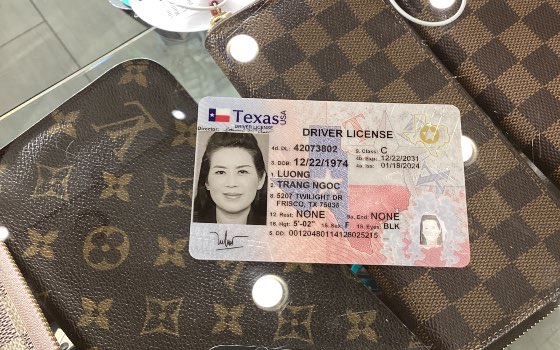 Texas USA
DRIVER LICENSE
Director:
DRIVER LICENSE
4d. DL: 42073802 9. Class: C
4b. Exp: 12/22/2031
3. DOB: 12/22/1974 4a. Iss: 01/18/2024
1. LUONG
2. TRANG NGOC
8. 5207 TWILIGHT DR
FRISCO, TX 75035
12. Rest: NONE 9a. End: NONE
16. Hgt: 5'-02" 15. Sex: F 18. Eyes: BLK
5. DD: 00120480114128025215